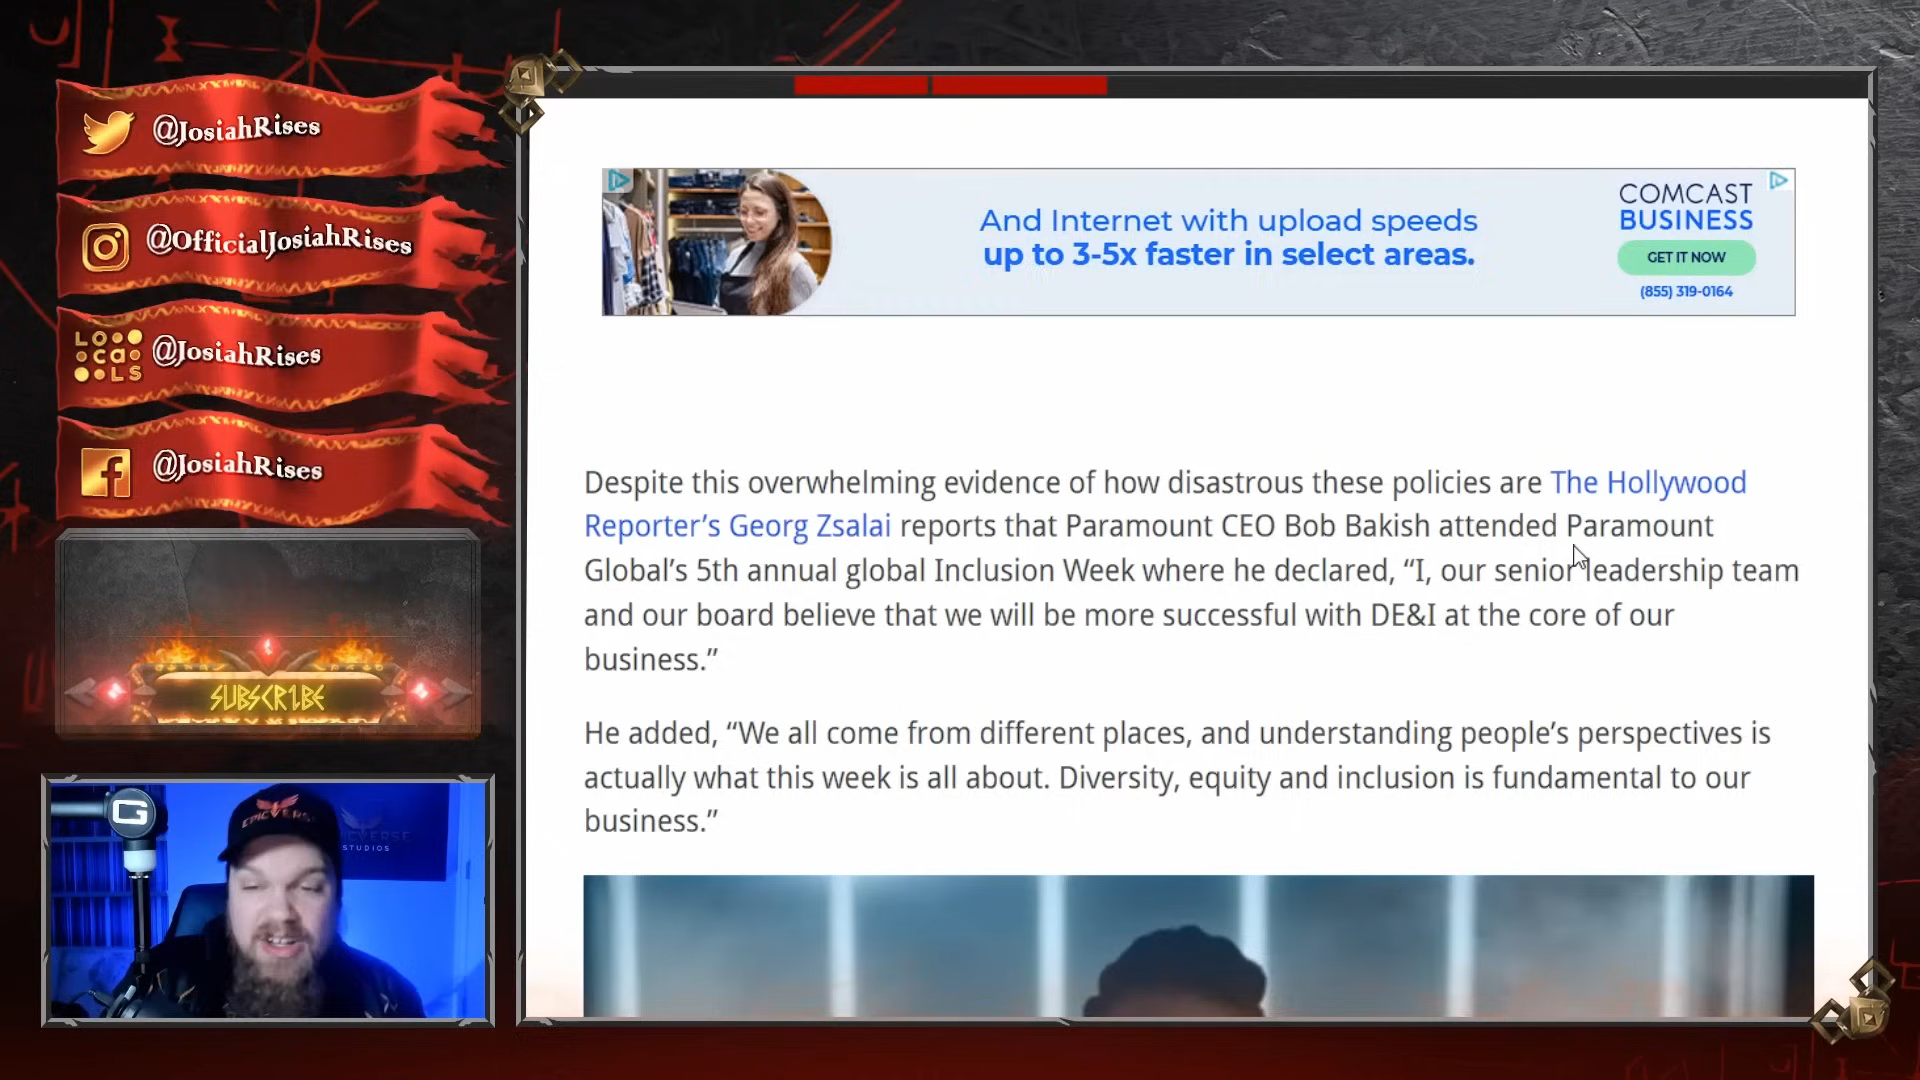 @JosiahRises
@OfficialJosiahRises
LOcaLS @JosiahRises
@JosiahRises
SUBSCRIBE
G
EPICVERSE
STUDIOS
And Internet with upload speeds
up to 3-5x faster in select areas.
COMCAST
BUSINESS
GET IT NOW
(855) 319-0164
Despite this overwhelming evidence of how disastrous these policies are The Hollywood
Reporter’s Georg Zsalai reports that Paramount CEO Bob Bakish attended Paramount
Global’s 5th annual global Inclusion Week where he declared, “I, our senior leadership team
and our board believe that we will be more successful with DE&I at the core of our
business.”
He added, “We all come from different places, and understanding people’s perspectives is
actually what this week is all about. Diversity, equity and inclusion is fundamental to our
business.”